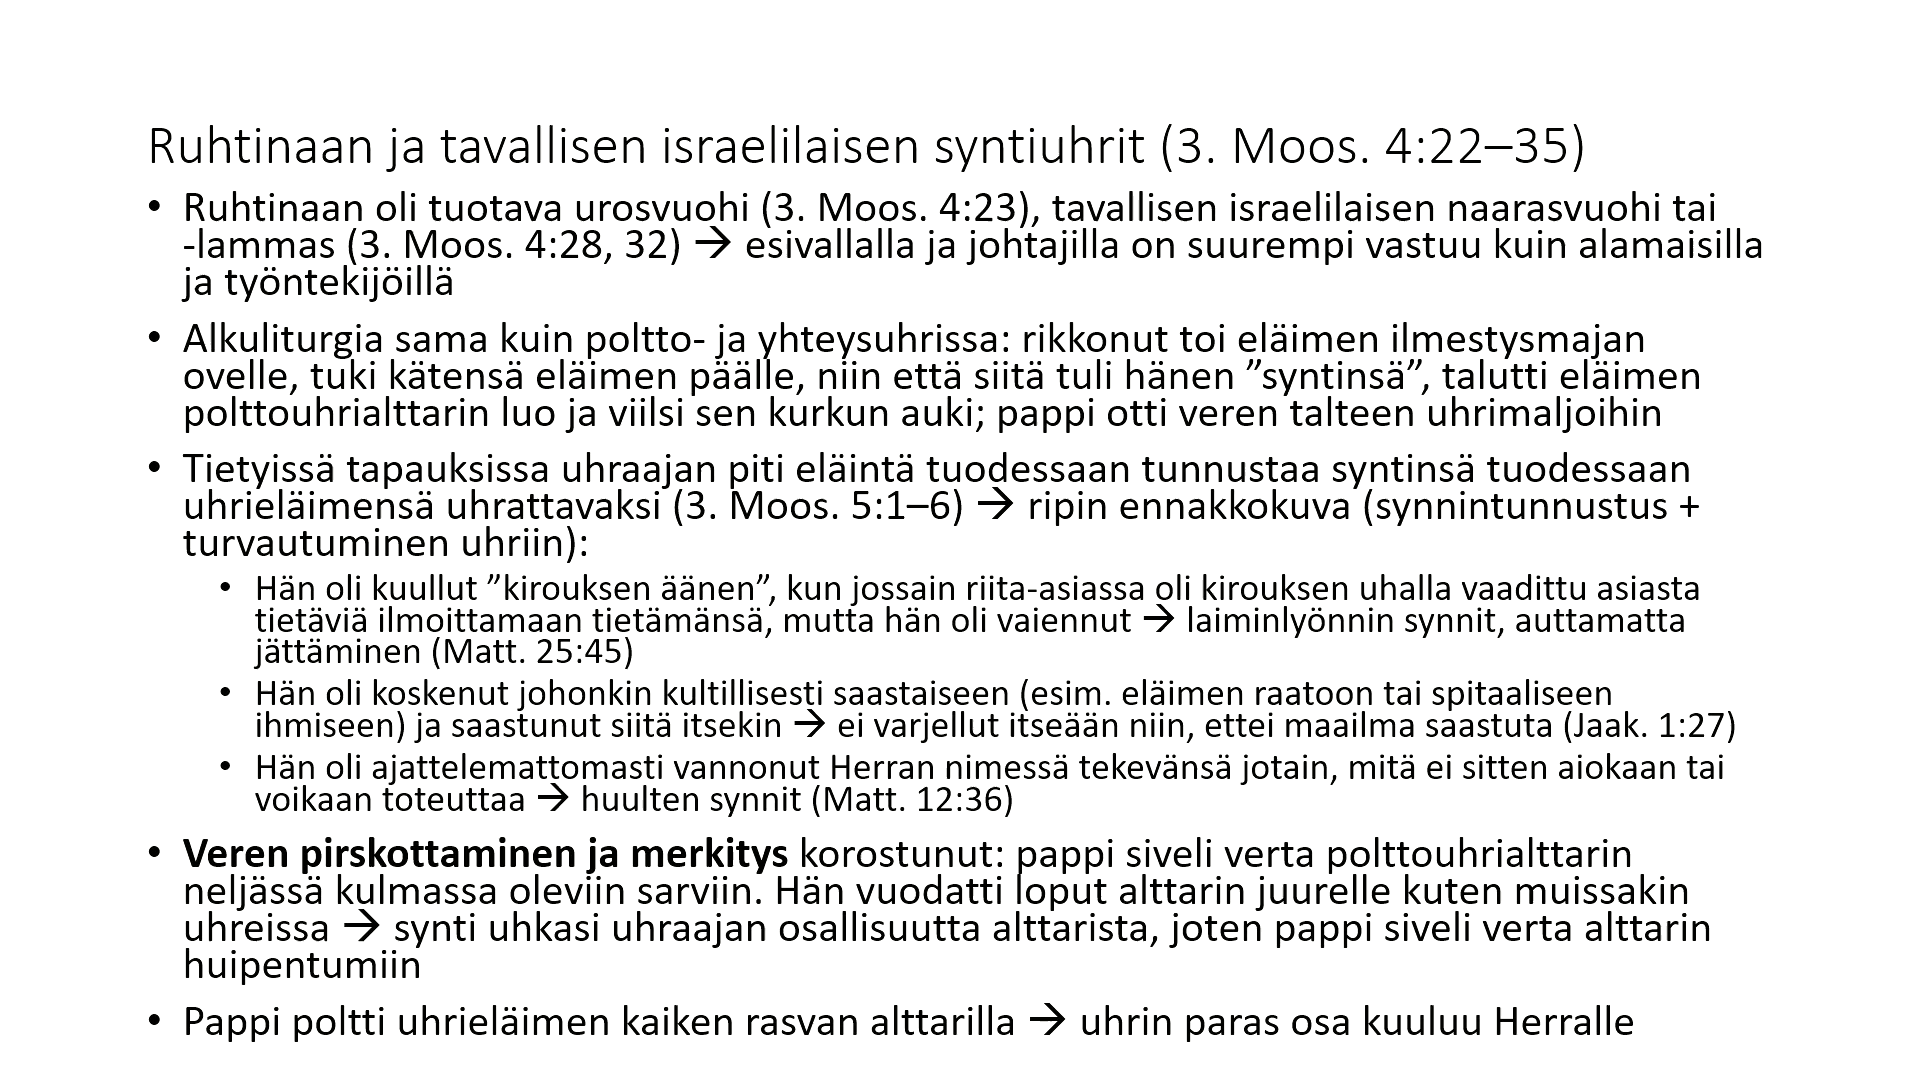 Ruhtinaan ja tavallisen israelilaisen syntiuhrit (3. Moos. 4:22–35)
• Ruhtinaan oli tuotava urosvuohi (3. Moos. 4:23), tavallisen israelilaisen naarasvuohi tai
-lammas (3. Moos. 4:28, 32) → esivallalla ja johtajilla on suurempi vastuu kuin alamaisilla
ja työntekijöillä
• Alkuliturgia sama kuin poltto- ja yhteysuhrissa: rikkonut toi eläimen ilmestysmajan
ovelle, tuki kätensä eläimen päälle, niin että siitä tuli hänen ”syntinsä”, talutti eläimen
polttouhrialttarin luo ja viilsi sen kurkun auki; pappi otti veren talteen uhrimaljoihin
• Tietyissä tapauksissa uhraajan piti eläintä tuodessaan tunnustaa syntinsä tuodessaan
uhrieläimensä uhrattavaksi (3. Moos. 5:1–6) → ripin ennakkokuva (synnintunnustus +
turvautuminen uhriin):
• Hän oli kuullut ”kirouksen äänen”, kun jossain riita-asiassa oli kirouksen uhalla vaadittu asiasta
tietäviä ilmoittamaan tietämänsä, mutta hän oli vaiennut → laiminlyönnin synnit, auttamatta
jättäminen (Matt. 25:45)
• Hän oli koskenut johonkin kultillisesti saastaiseen (esim. eläimen raatoon tai spitaaliseen
ihmiseen) ja saastunut siitä itsekin → ei varjellut itseään niin, ettei maailma saastuta (Jaak. 1:27)
• Hän oli ajattelemattomasti vannonut Herran nimessä tekevänsä jotain, mitä ei sitten aiokaan tai
voikaan toteuttaa → huulten synnit (Matt. 12:36)
• Veren pirskottaminen ja merkitys korostunut: pappi siveli verta polttouhrialttarin
neljässä kulmassa oleviin sarviin. Hän vuodatti loput alttarin juurelle kuten muissakin
uhreissa → synti uhkasi uhraajan osallisuutta alttarista, joten pappi siveli verta alttarin
huipentumiin
• Pappi poltti uhrieläimen kaiken rasvan alttarilla → uhrin paras osa kuuluu Herralle